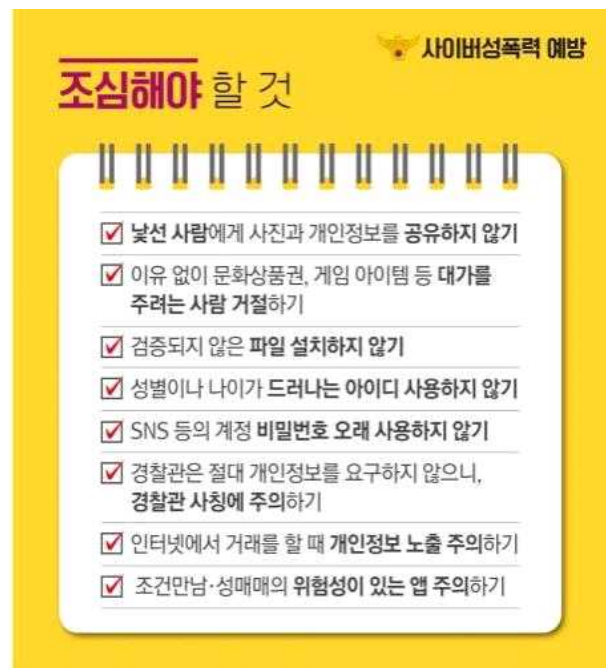 사이버성폭력 예방
조심해야 할 것
낯선 사람에게 사진과 개인정보를 공유하지 않기
이유 없이 문화상품권, 게임 아이템 등 대가를
주려는 사람 거절하기
검증되지 않은 파일 설치하지 않기
성별이나 나이가 드러나는 아이디 사용하지 않기
SNS 등의 계정 비밀번호 오래 사용하지 않기
경찰관은 절대 개인정보를 요구하지 않으니,
경찰관 사칭에 주의하기
인터넷에서 거래를 할 때 개인정보 노출 주의하기
조건만남·성매매의 위험성이 있는 앱 주의하기